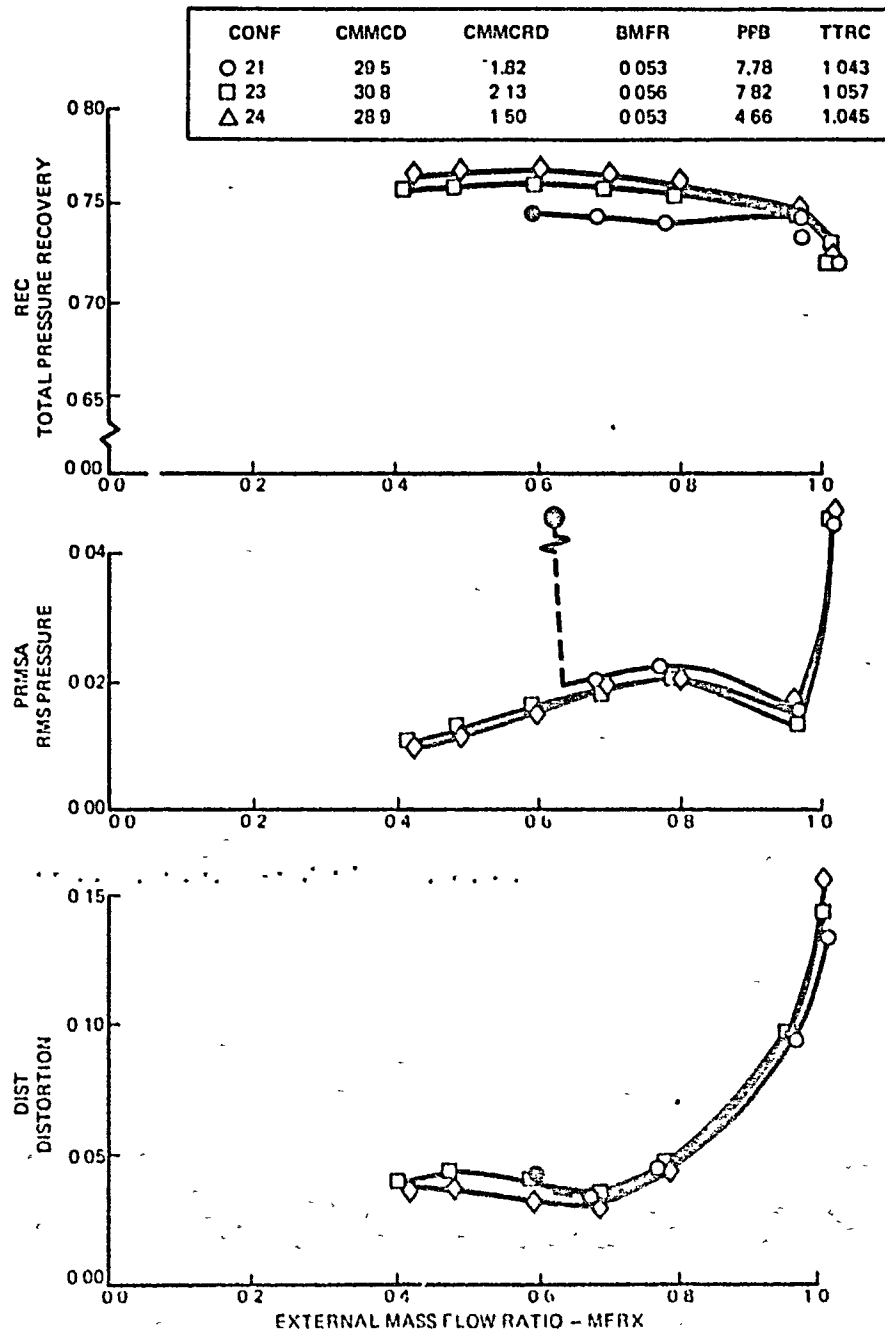 CONF CMMCD CMMCRD BMFR PFB TTRC
21 29 5 1.82 0 053 7.78 1 043
23 30 8 2 13 0 056 7 82 1 057
24 28 9 1 50 0 053 4 66 1.045
0 80
0.75
0 70
0 65
0 00
REC
TOTAL PRESSURE RECOVERY
0 0 0 2 0 4 0 6 0 8 1 0
0 04
0 02
0 00
PRMSA
RMS PRESSURE
0 0 0 2 0 4 0 6 0 8 1 0
0.15
0 10
0 05
0 00
DIST
DISTORTION
0 0 0 2 0 4 0 6 0 8 1 0
EXTERNAL MASS FLOW RATIO – MFRX